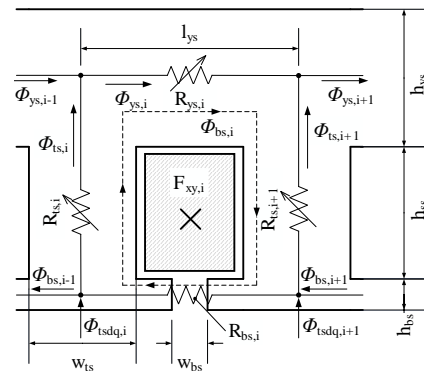 l_ys
Φ_ys,i-1
Φ_ys,i
R_ys,i
Φ_ys,i+1
h_ys
Φ_bs,i
Φ_ts,i
Φ_ts,i+1
F_xy,i
R_ts,i
R_ts,i+1
h_ss
Φ_bs,i-1
Φ_bs,i+1
Φ_tsdq,i
R_bs,i
Φ_tsdq,i+1
h_bs
w_ts
w_bs